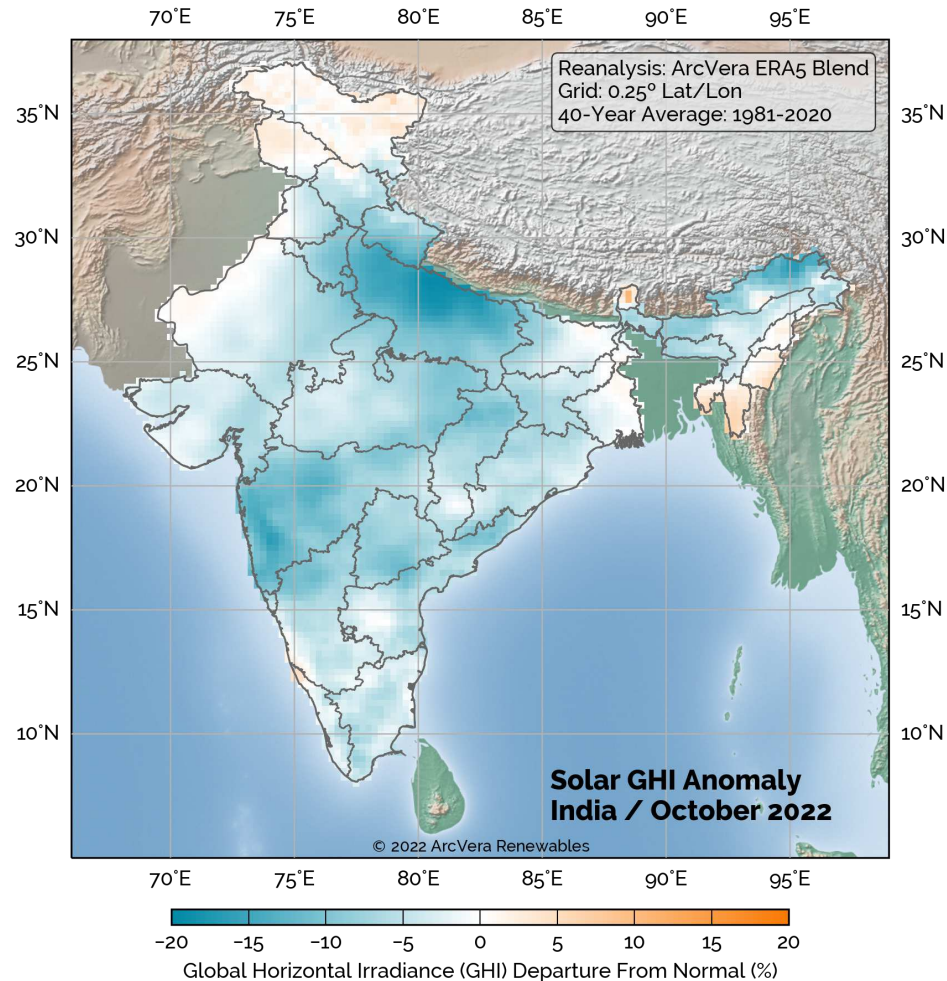 70°E 75°E 80°E 85°E 90°E 95°E
Reanalysis: ArcVera ERA5 Blend
Grid: 0.25º Lat/Lon
40-Year Average: 1981-2020
35°N 35°N
30°N 30°N
25°N 25°N
20°N 20°N
15°N 15°N
10°N 10°N
Solar GHI Anomaly
India / October 2022
© 2022 ArcVera Renewables
70°E 75°E 80°E 85°E 90°E 95°E
−20 −15 −10 −5 0 5 10 15 20
Global Horizontal Irradiance (GHI) Departure From Normal (%)